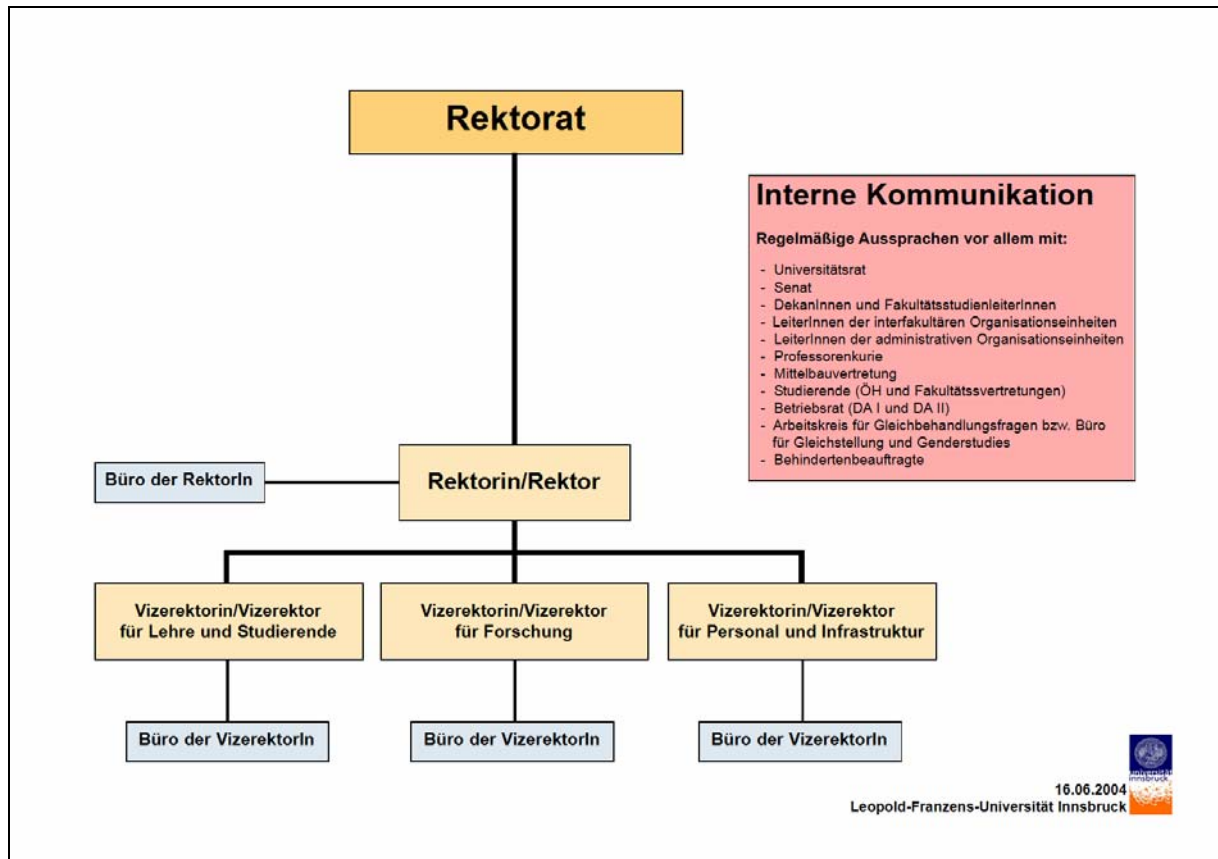 Rektorat
Interne Kommunikation
Regelmäßige Aussprachen vor allem mit:
- Universitätsrat
- Senat
- DekanInnen und FakultätsstudienleiterInnen
- LeiterInnen der interfakultären Organisationseinheiten
- LeiterInnen der administrativen Organisationseinheiten
- Professorenkurie
- Mittelbauvertretung
- Studierende (ÖH und Fakultätssvertretungen)
- Betriebsrat (DA I und DA II)
- Arbeitskreis für Gleichbehandlungsfragen bzw. Büro
für Gleichstellung und Genderstudies
- Behindertenbeauftragte
Büro der RektorIn
Rektorin/Rektor
Vizerektorin/Vizerektor
für Lehre und Studierende
Vizerektorin/Vizerektor
für Forschung
Vizerektorin/Vizerektor
für Personal und Infrastruktur
Büro der VizerektorIn
Büro der VizerektorIn
Büro der VizerektorIn
universität
innsbruck
16.06.2004
Leopold-Franzens-Universität Innsbruck